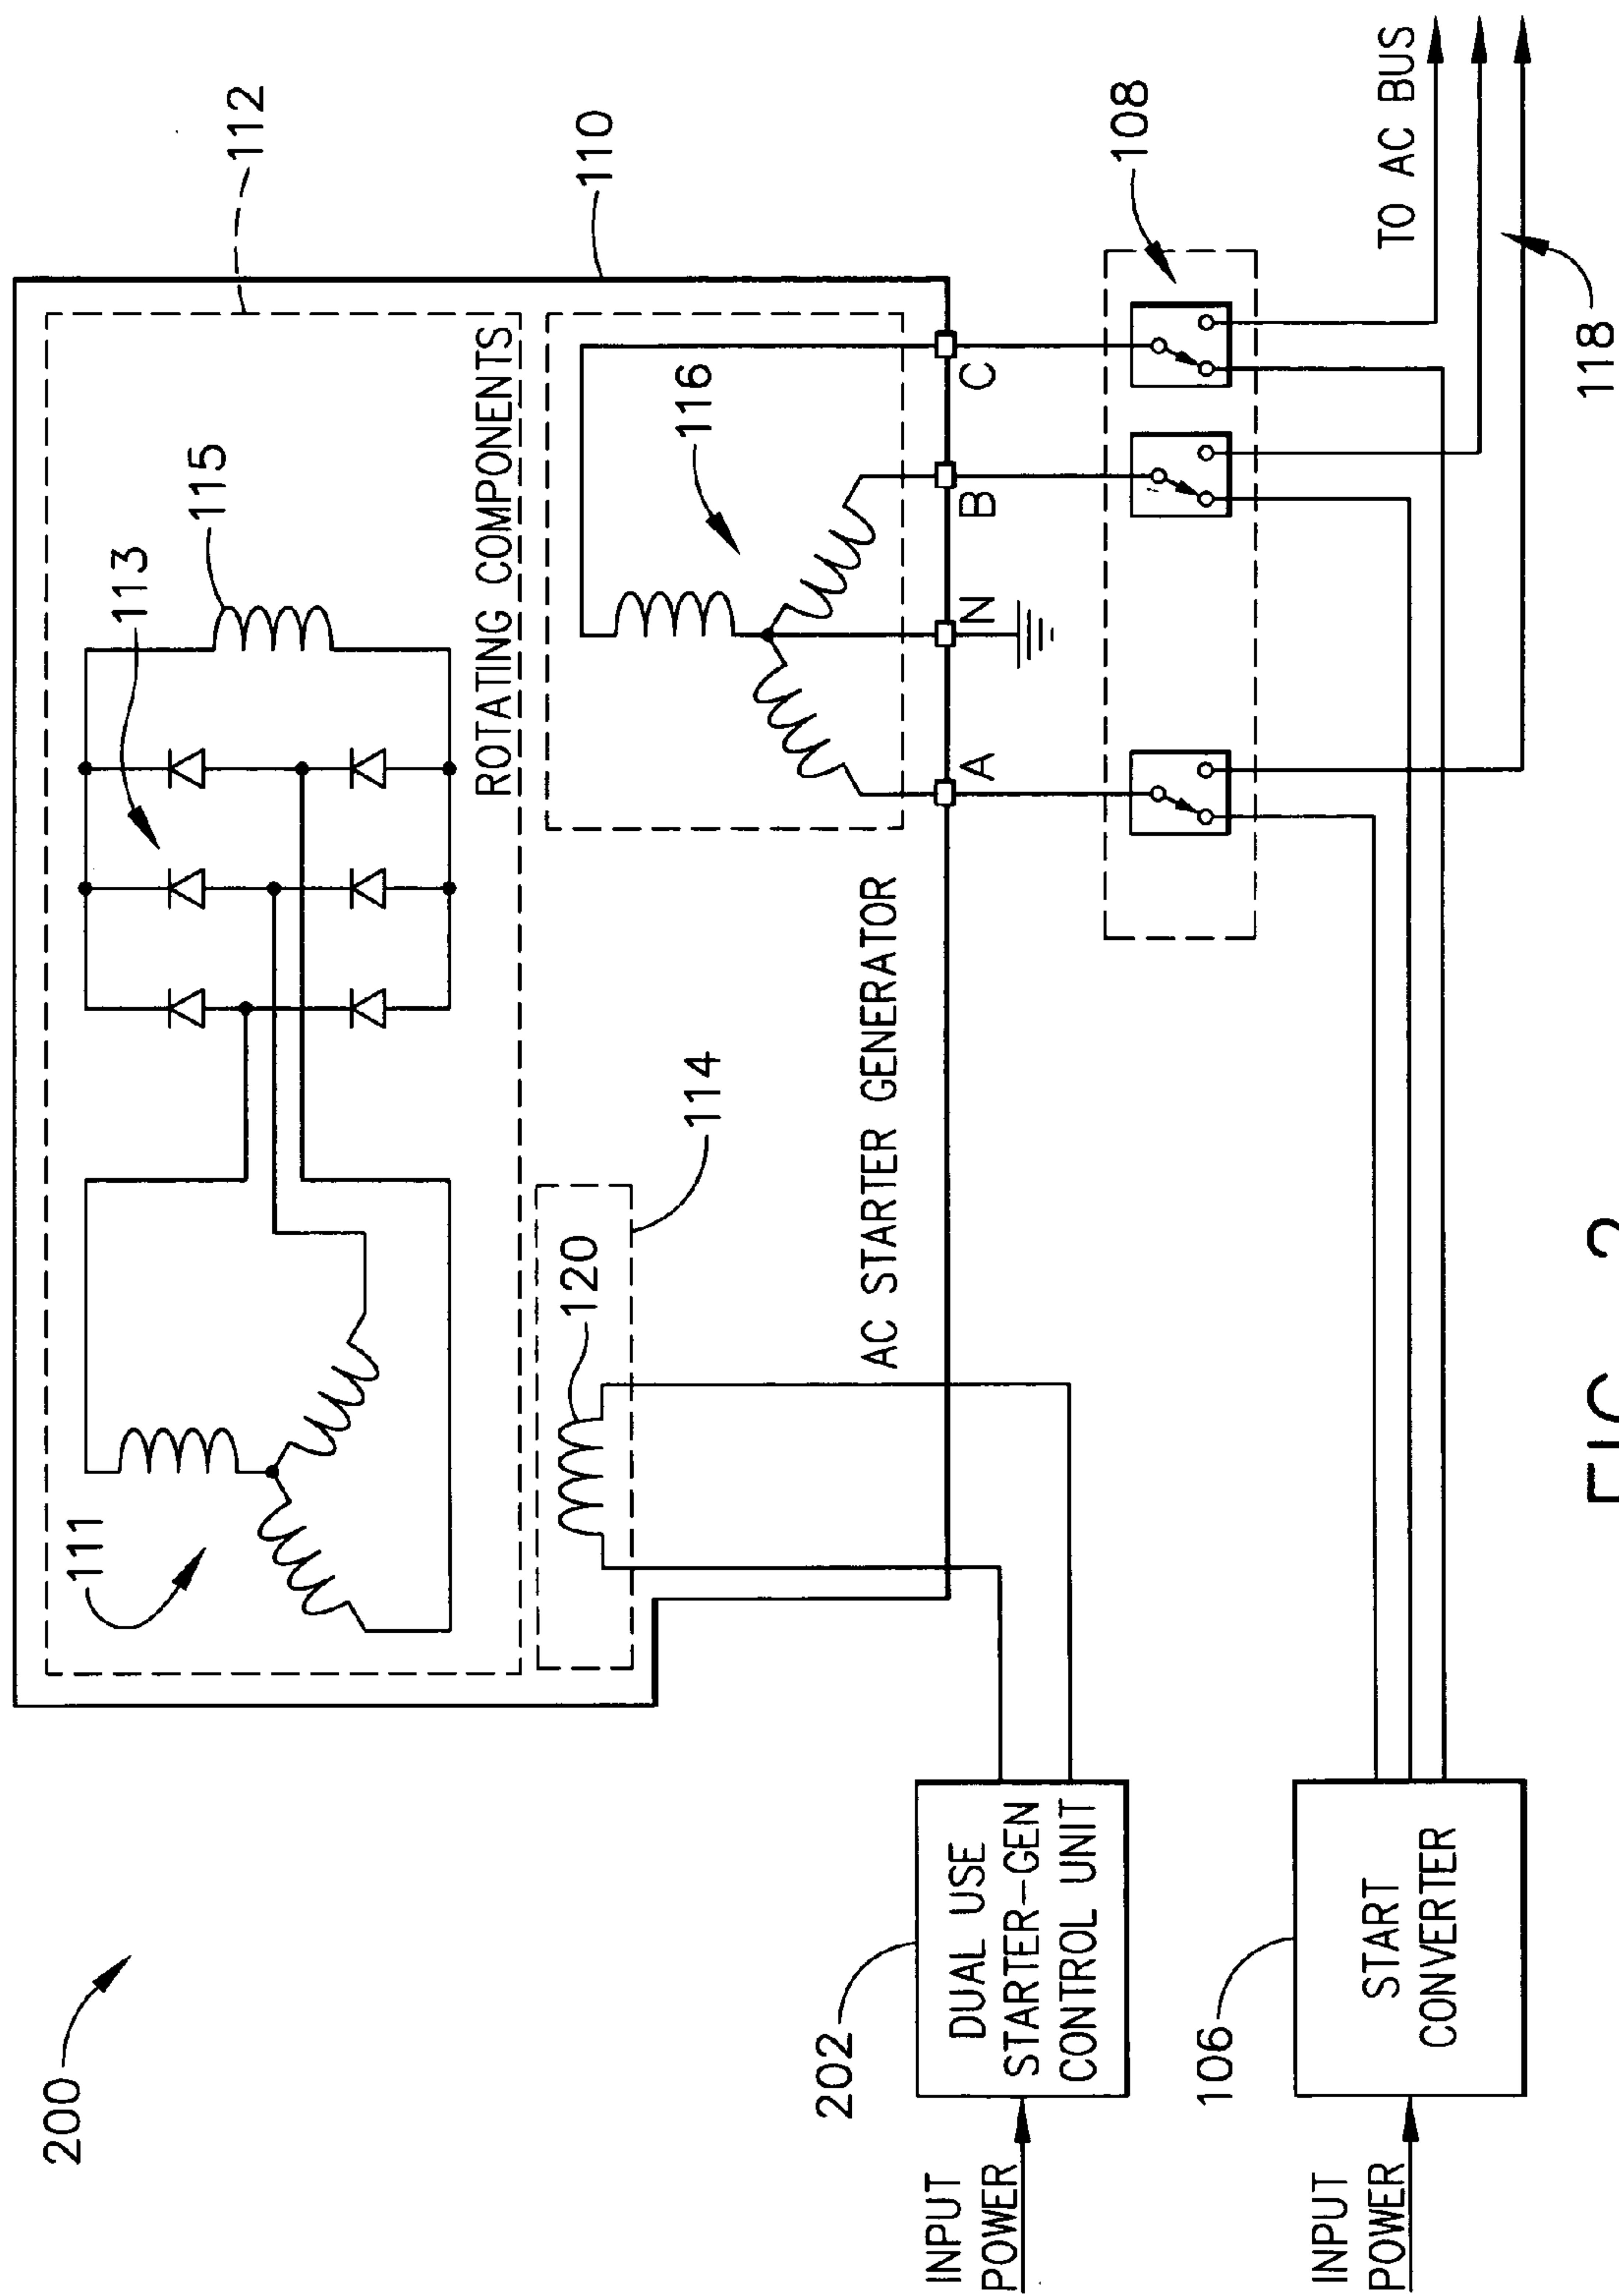 200
112
110
111
113
115
ROTATING COMPONENTS
116
120
114
AC STARTER GENERATOR
A
N
B
C
108
TO AC BUS
118
202
DUAL USE
STARTER-GEN
CONTROL UNIT
INPUT
POWER
106
START
CONVERTER
INPUT
POWER